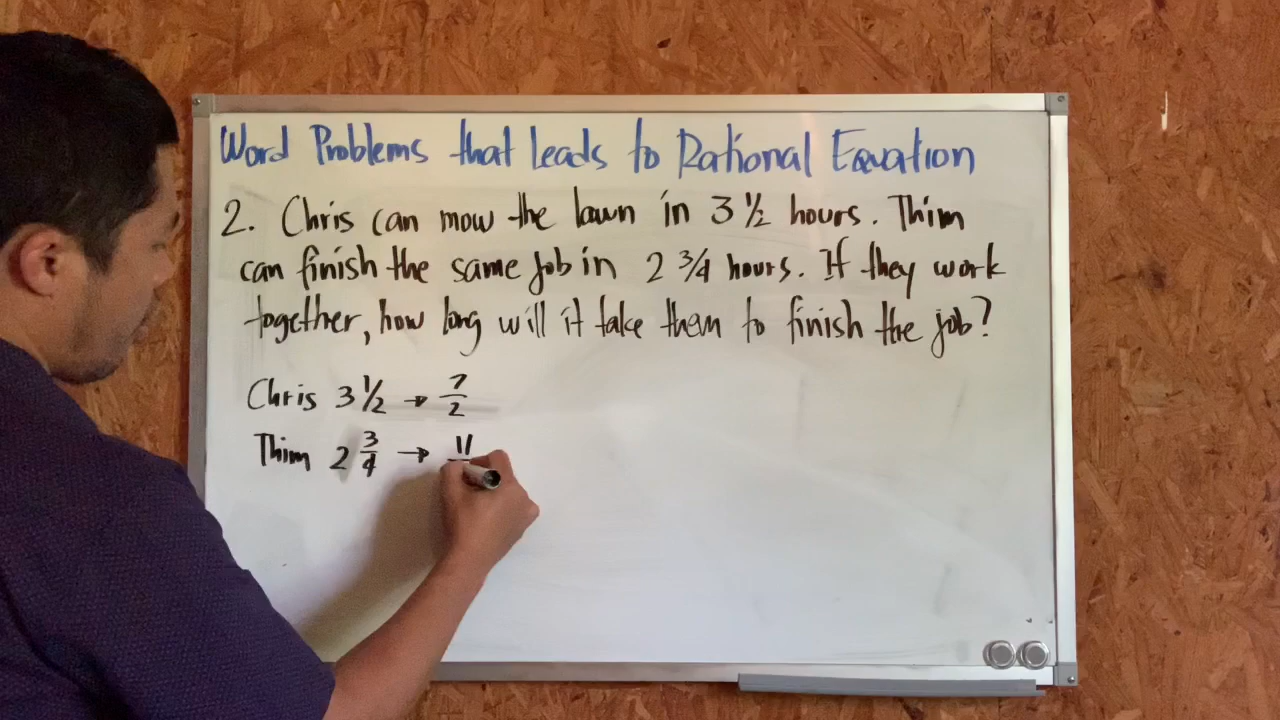 Word Problems that leads to Rational Equation
2. Chris can mow the lawn in 3 1/2 hours. Thim
can finish the same job in 2 3/4 hours. If they work
together, how long will it take them to finish the job?
Chris 3 1/2 → 7/2
Thim 2 3/4 → 11